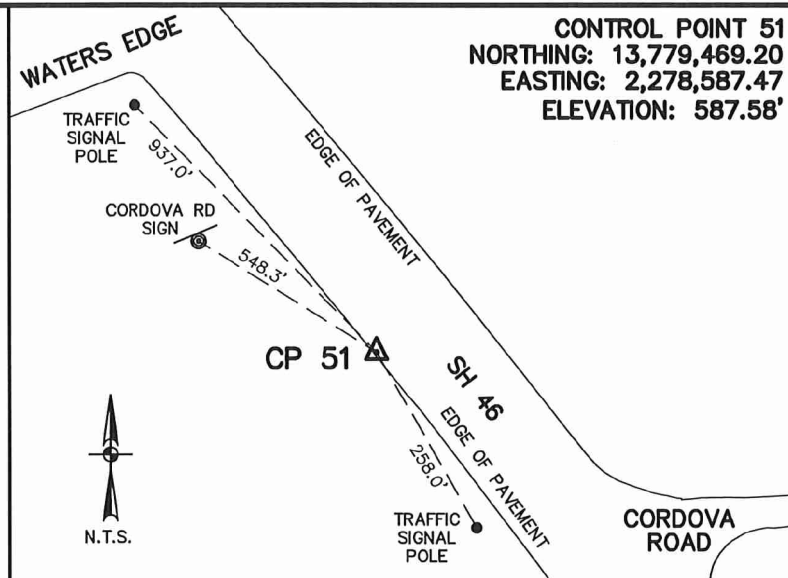 CONTROL POINT 51
NORTHING: 13,779,469.20
EASTING: 2,278,587.47
ELEVATION: 587.58'
WATERS EDGE
TRAFFIC
SIGNAL
POLE
937.0'
EDGE OF PAVEMENT
CORDOVA RD
SIGN
548.3'
CP 51
SH 46
EDGE OF PAVEMENT
258.0'
N.T.S.
TRAFFIC
SIGNAL
POLE
CORDOVA
ROAD